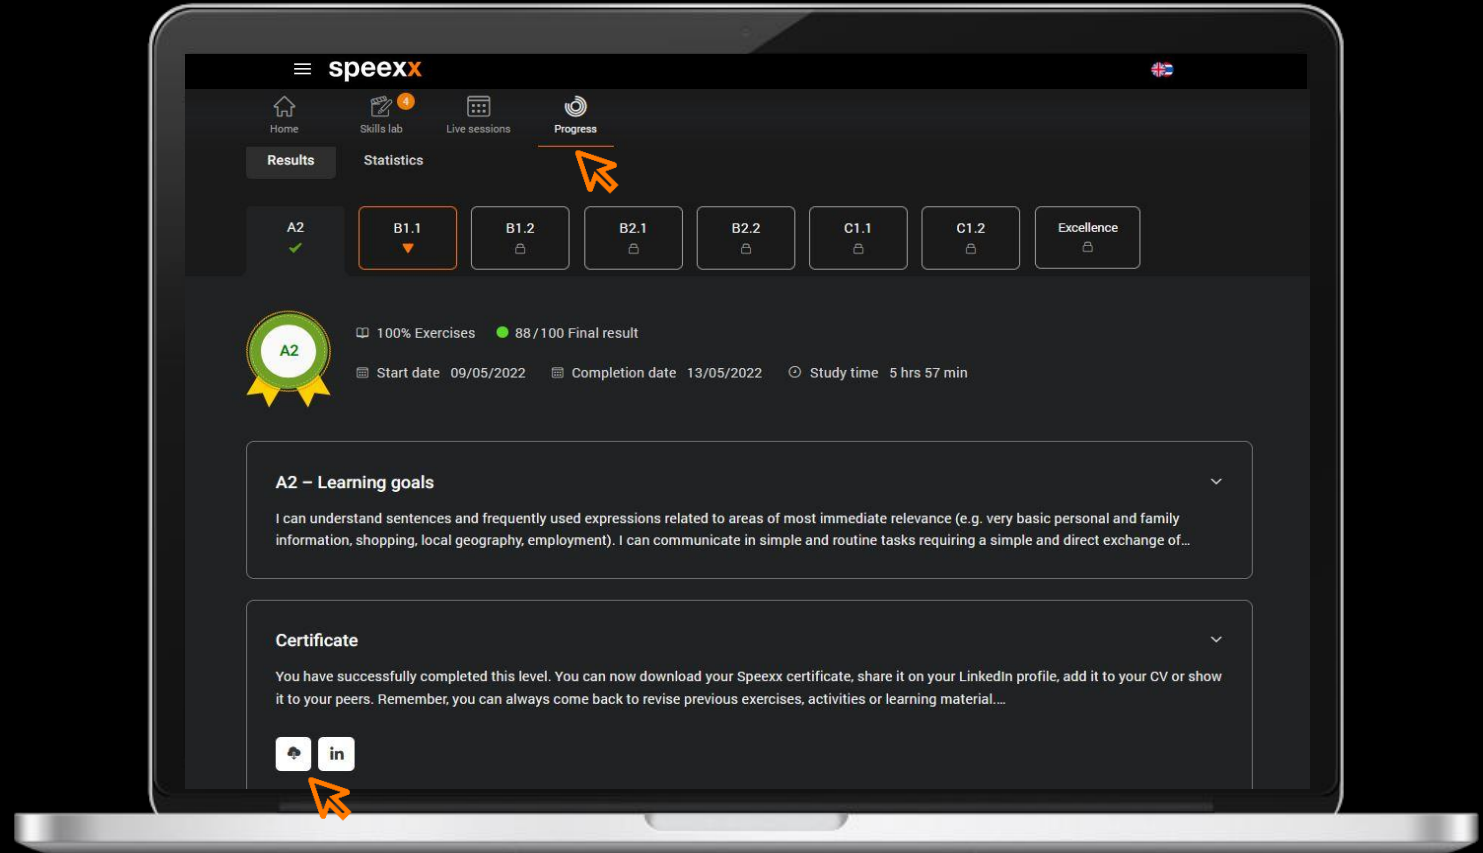 speexx
4
Home
Skills lab
Live sessions
Progress
Results
Statistics
A2
B1.1
B1.2
B2.1
B2.2
C1.1
C1.2
Excellence
A2
100% Exercises
88/100 Final result
Start date 09/05/2022
Completion date 13/05/2022
Study time 5 hrs 57 min
A2 – Learning goals
I can understand sentences and frequently used expressions related to areas of most immediate relevance (e.g. very basic personal and family
information, shopping, local geography, employment). I can communicate in simple and routine tasks requiring a simple and direct exchange of...
Certificate
You have successfully completed this level. You can now download your Speexx certificate, share it on your LinkedIn profile, add it to your CV or show
it to your peers. Remember, you can always come back to revise previous exercises, activities or learning material....
in